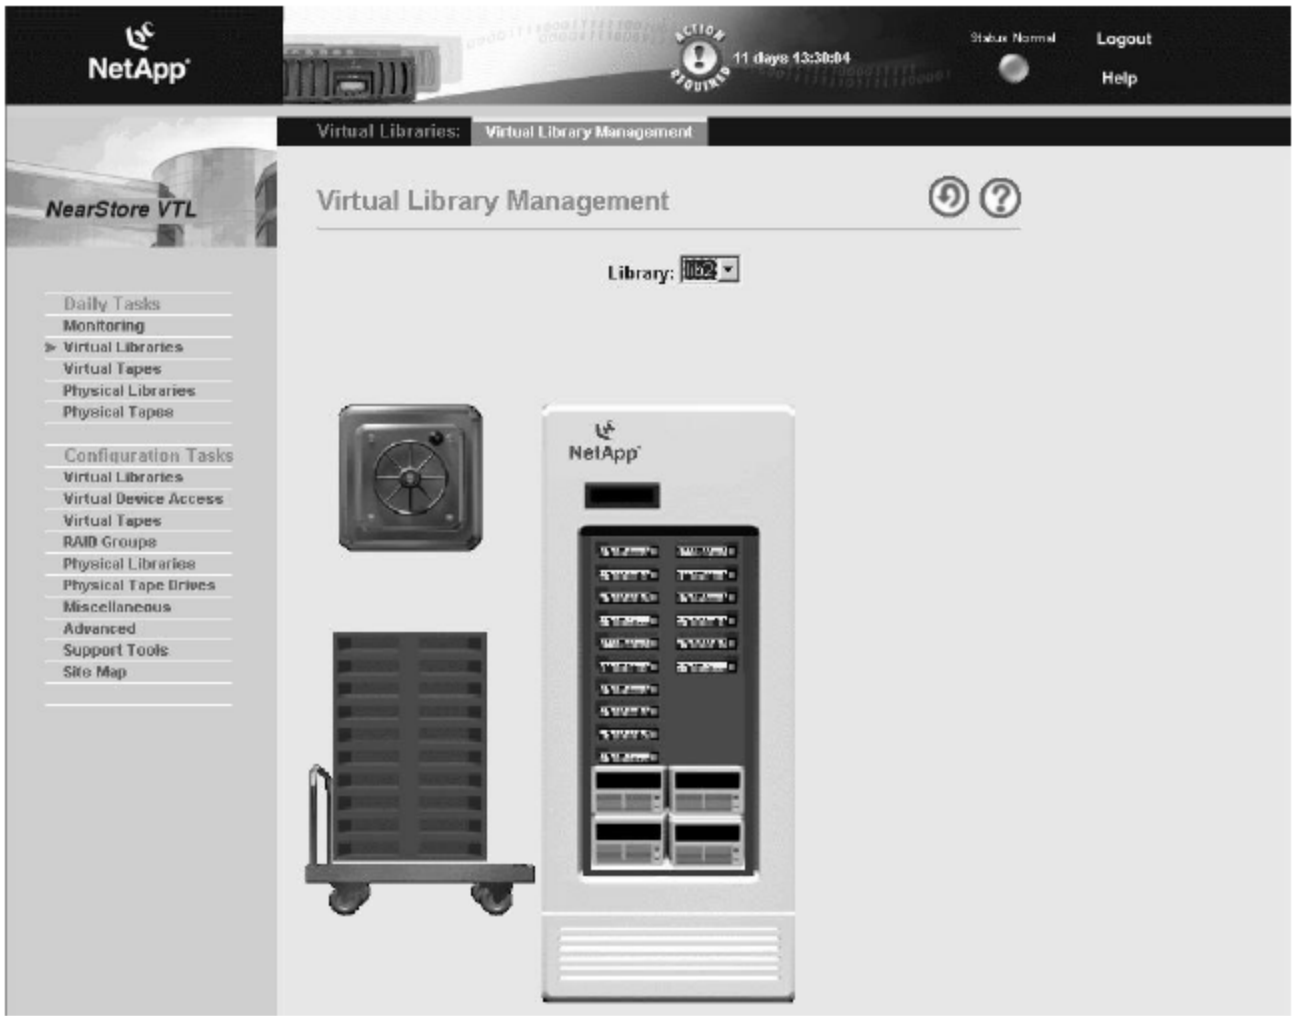 NetApp
ACTION REQUIRED
11 days 13:30:04
Status Normal
Logout
Help
Virtual Libraries:
Virtual Library Management
NearStore VTL
Virtual Library Management
Library: lib2
Daily Tasks
Monitoring
Virtual Libraries
Virtual Tapes
Physical Libraries
Physical Tapes
Configuration Tasks
Virtual Libraries
Virtual Device Access
Virtual Tapes
RAID Groups
Physical Libraries
Physical Tape Drives
Miscellaneous
Advanced
Support Tools
Site Map
NetApp